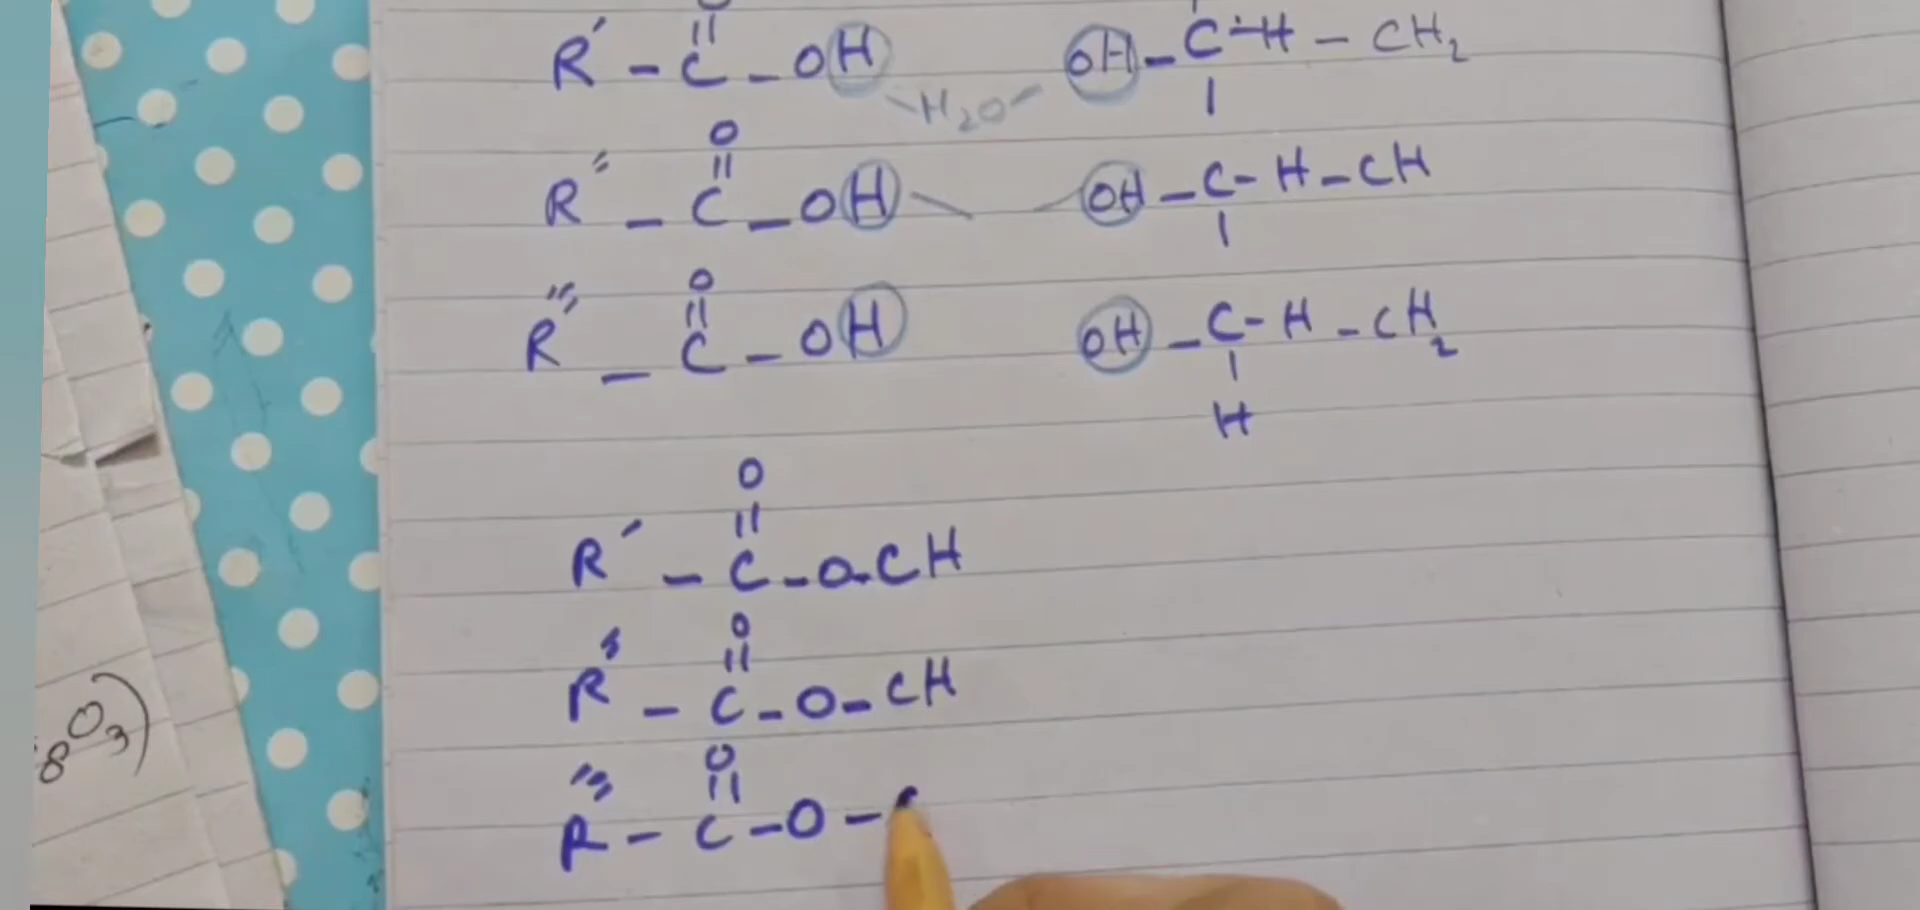 O
||
R' - C - OH OH - C - H - CH₂
|
- H₂O -
O
||
R'' - C - OH OH - C - H - CH
|
O
||
R''' - C - OH OH - C - H - CH₂
|
H
O
||
R' - C - O - CH
O
||
R'' - C - O - CH
O
||
R''' - C - O -
8O₃)